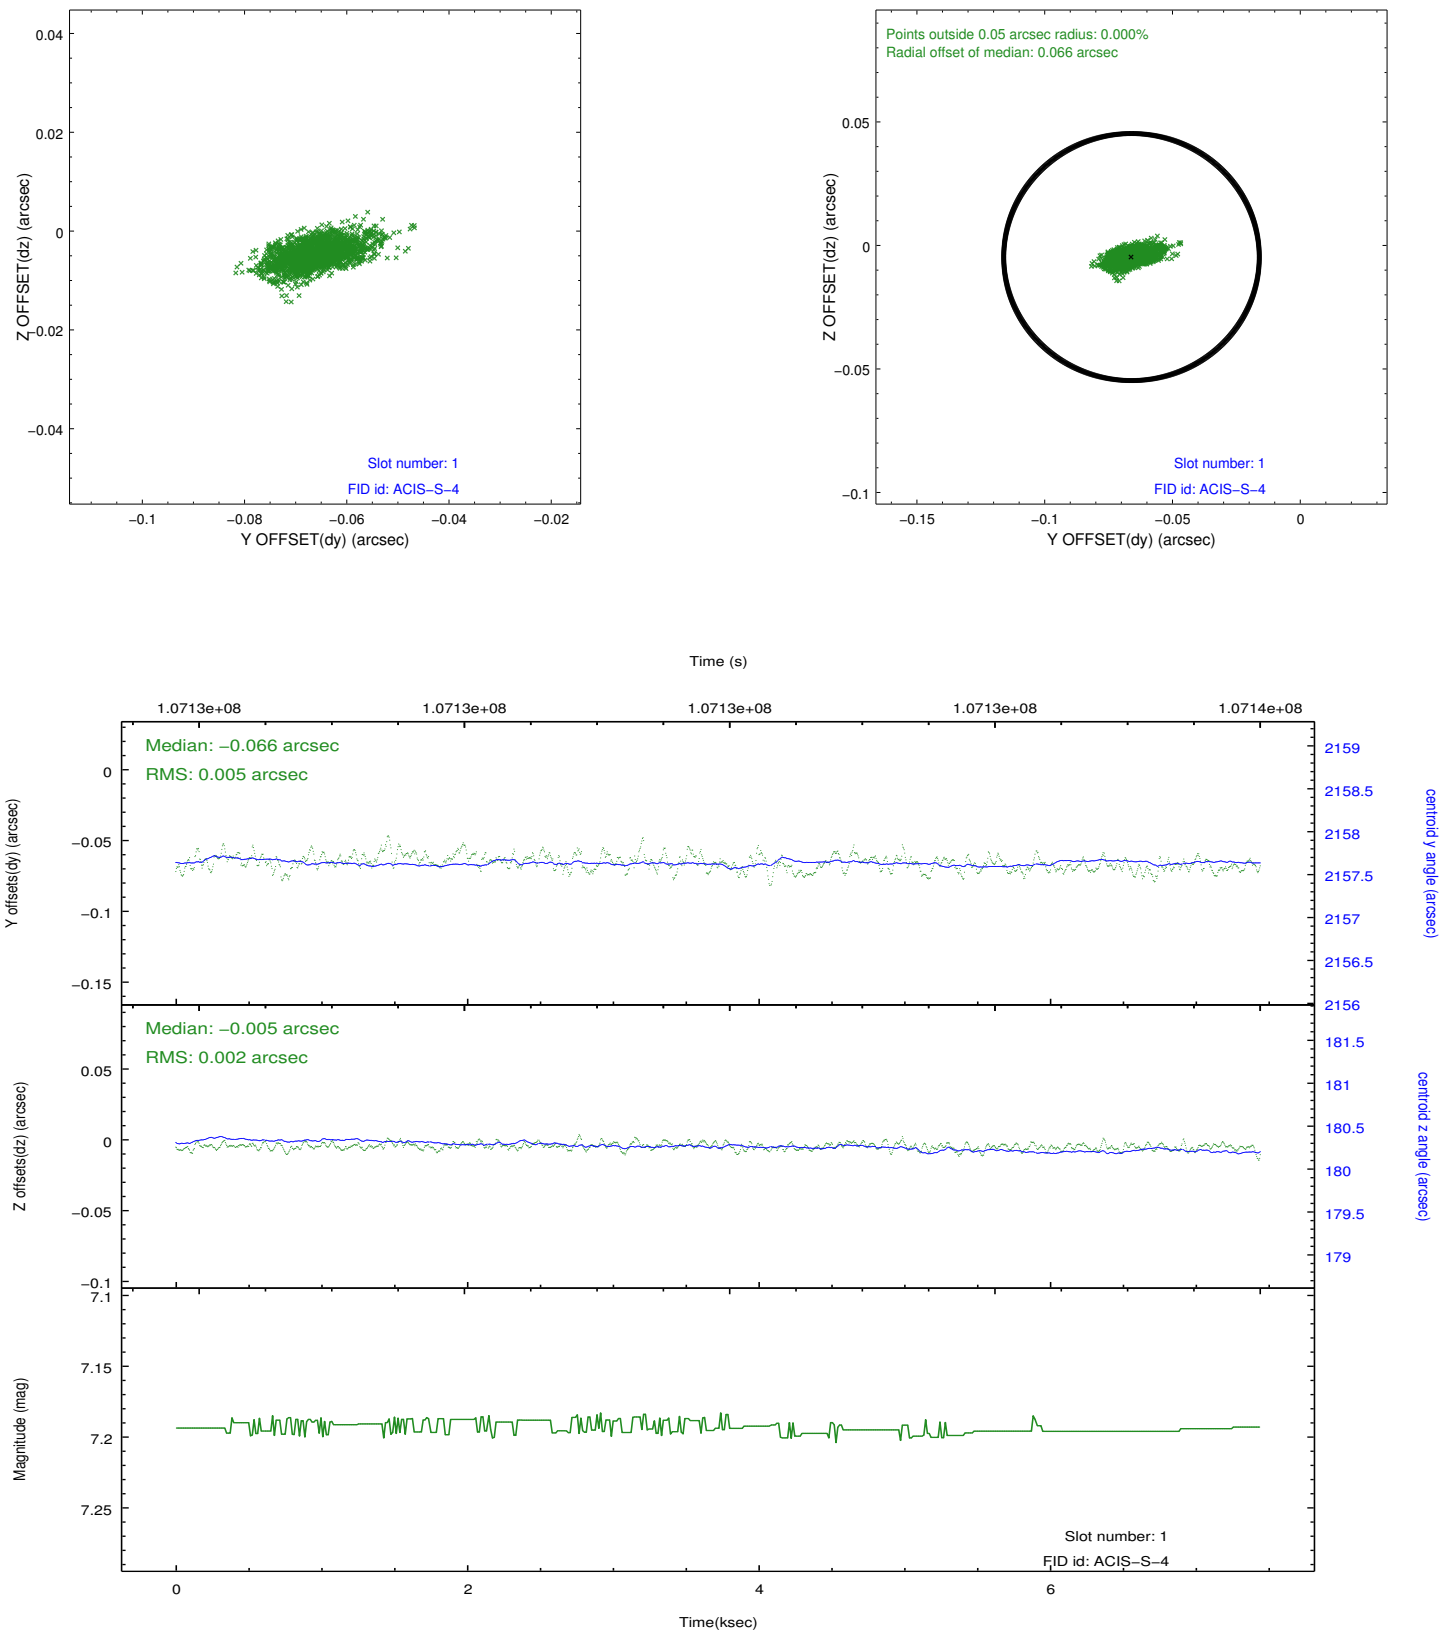 0.04
0.02
0
−0.02
−0.04
Z OFFSET(dz) (arcsec)
Slot number: 1
FID id: ACIS−S−4
−0.1
−0.08
−0.06
−0.04
−0.02
Y OFFSET(dy) (arcsec)
Points outside 0.05 arcsec radius: 0.000%
Radial offset of median: 0.066 arcsec
0.05
0
−0.05
−0.1
Z OFFSET(dz) (arcsec)
Slot number: 1
FID id: ACIS−S−4
−0.15
−0.1
−0.05
0
Y OFFSET(dy) (arcsec)
Time (s)
1.0713e+08
1.0713e+08
1.0713e+08
1.0713e+08
1.0714e+08
Median: −0.066 arcsec
RMS: 0.005 arcsec
0
−0.05
−0.1
−0.15
Y offsets(dy) (arcsec)
2159
2158.5
2158
2157.5
2157
2156.5
2156
centroid y angle (arcsec)
Median: −0.005 arcsec
RMS: 0.002 arcsec
0.05
0
−0.05
−0.1
Z offsets(dz) (arcsec)
181.5
181
180.5
180
179.5
179
centroid z angle (arcsec)
7.1
7.15
7.2
7.25
Magnitude (mag)
Slot number: 1
FID id: ACIS−S−4
0
2
4
6
Time(ksec)